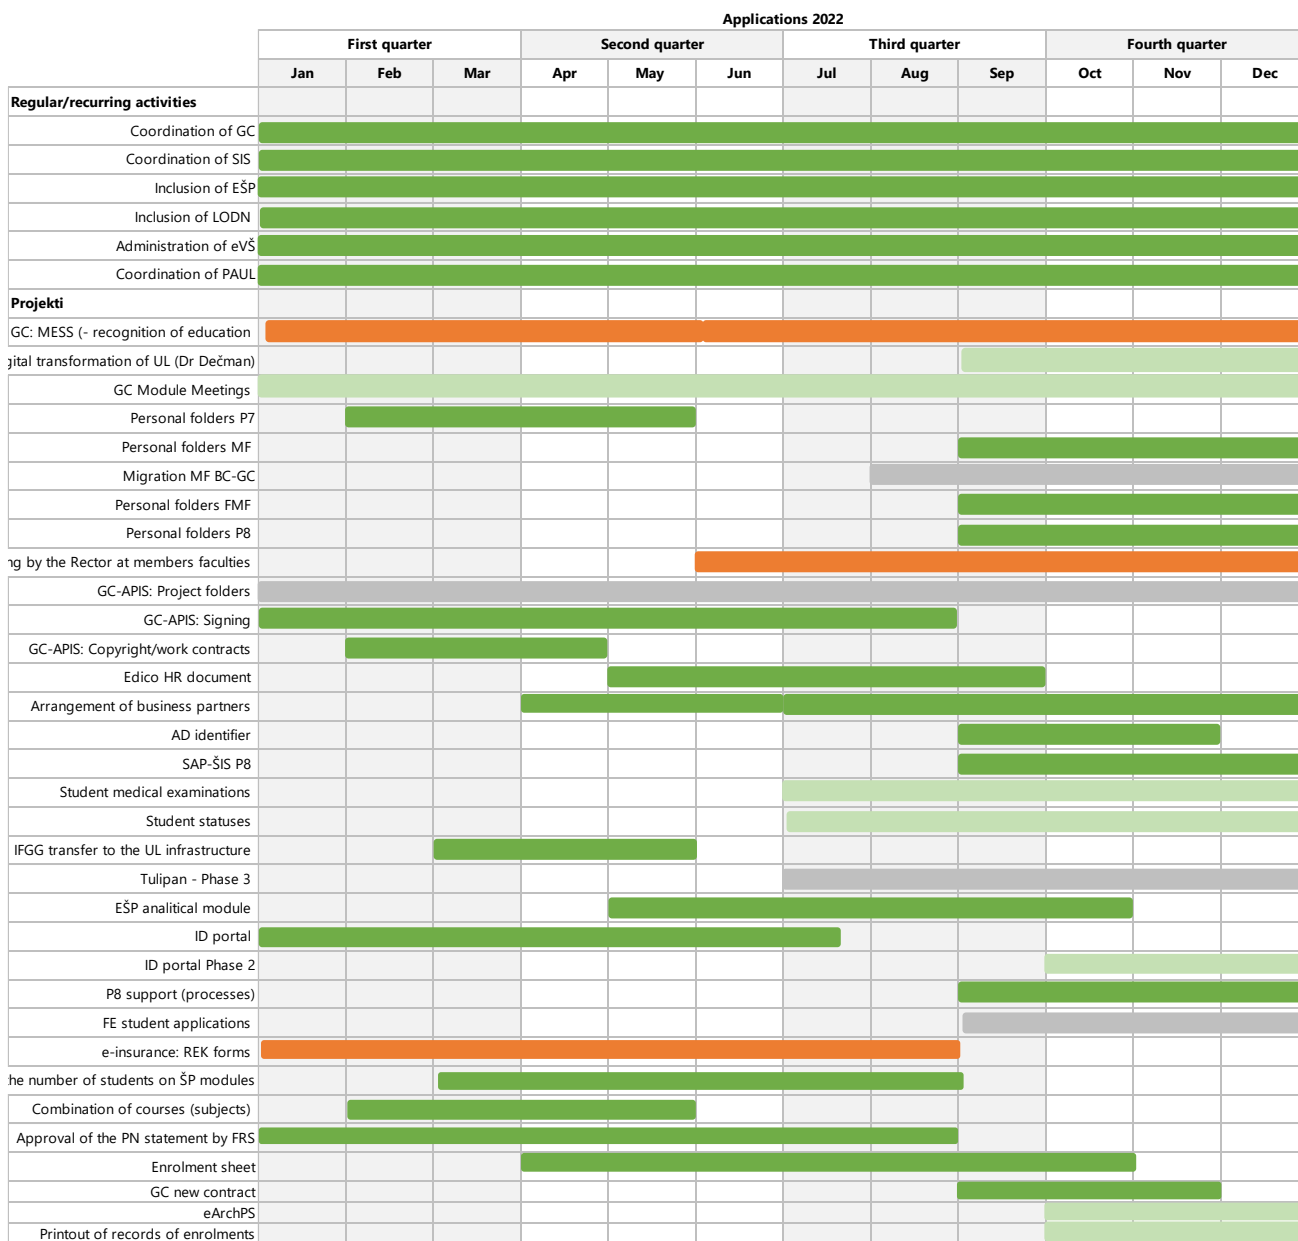 Applications 2022
First quarter Second quarter Third quarter Fourth quarter
Jan Feb Mar Apr May Jun Jul Aug Sep Oct Nov Dec
Regular/recurring activities
Coordination of GC
Coordination of SIS
Inclusion of EŠP
Inclusion of LODN
Administration of eVŠ
Coordination of PAUL
Projekti
GC: MESS (- recognition of education
gital transformation of UL (Dr Dečman)
GC Module Meetings
Personal folders P7
Personal folders MF
Migration MF BC-GC
Personal folders FMF
Personal folders P8
ng by the Rector at members faculties
GC-APIS: Project folders
GC-APIS: Signing
GC-APIS: Copyright/work contracts
Edico HR document
Arrangement of business partners
AD identifier
SAP-ŠIS P8
Student medical examinations
Student statuses
IFGG transfer to the UL infrastructure
Tulipan - Phase 3
EŠP analitical module
ID portal
ID portal Phase 2
P8 support (processes)
FE student applications
e-insurance: REK forms
he number of students on ŠP modules
Combination of courses (subjects)
Approval of the PN statement by FRS
Enrolment sheet
GC new contract
eArchPS
Printout of records of enrolments